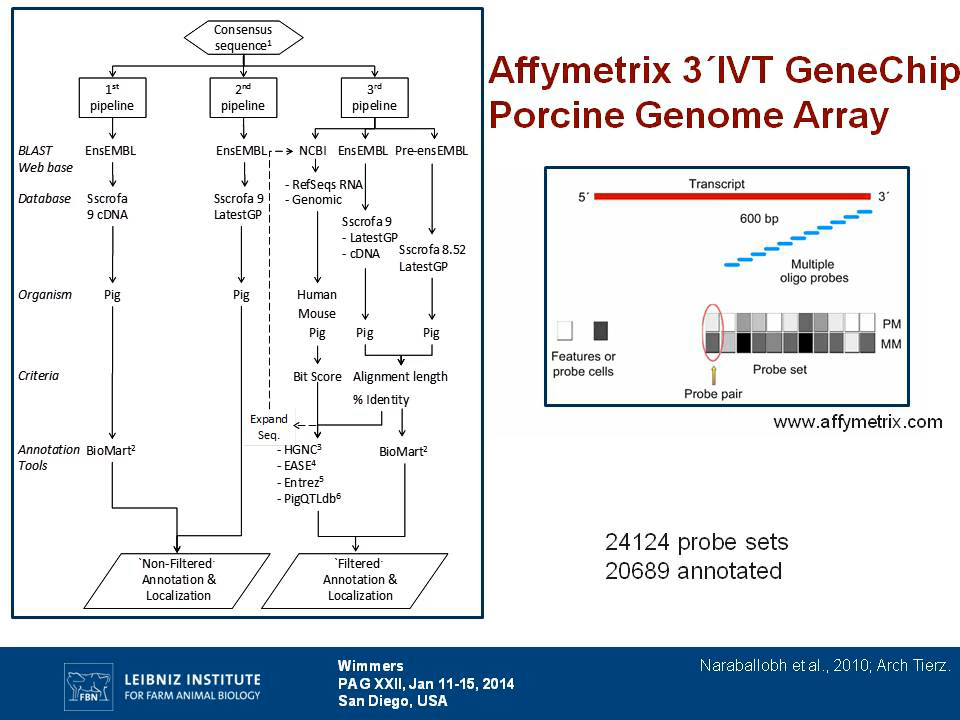 Consensus
sequence1
1st
pipeline
2nd
pipeline
3rd
pipeline
BLAST
Web base
EnsEMBL
EnsEMBL
NCBI
EnsEMBL
Pre-ensEMBL
- RefSeqs RNA
- Genomic
Database
Sscrofa
9 cDNA
Sscrofa 9
LatestGP
Sscrofa 9
- LatestGP
- cDNA
Sscrofa 8.52
LatestGP
Organism
Pig
Pig
Human
Mouse
Pig
Pig
Pig
Criteria
Bit Score
Alignment length
% Identity
Expand
Seq.
Annotation
Tools
BioMart2
- HGNC3
- EASE4
- Entrez5
- PigQTLdb6
BioMart2
`Non-Filtered´
Annotation &
Localization
`Filtered´
Annotation &
Localization
Affymetrix 3´IVT GeneChip
Porcine Genome Array
Transcript
5´
3´
600 bp
Multiple
oligo probes
PM
MM
Features or
probe cells
Probe set
Probe pair
www.affymetrix.com
24124 probe sets
20689 annotated
FBN
LEIBNIZ INSTITUTE
FOR FARM ANIMAL BIOLOGY
Wimmers
PAG XXII, Jan 11-15, 2014
San Diego, USA
Naraballobh et al., 2010; Arch Tierz.